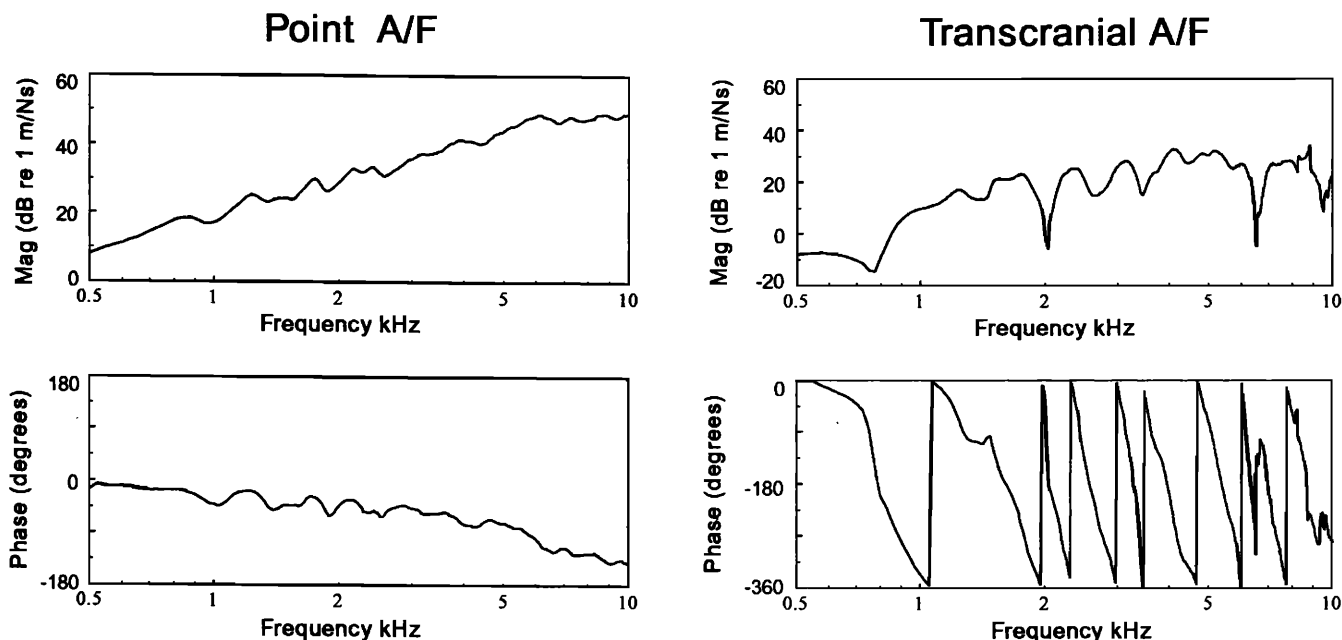 Point A/F
Transcranial A/F
Mag (dB re 1 m/Ns)
60
40
20
0
0.5 1 2 5 10
Frequency kHz
Mag (dB re 1 m/Ns)
60
40
20
0
-20
0.5 1 2 5 10
Frequency kHz
Phase (degrees)
180
0
-180
0.5 1 2 5 10
Frequency kHz
Phase (degrees)
0
-180
-360
0.5 1 2 5 10
Frequency kHz